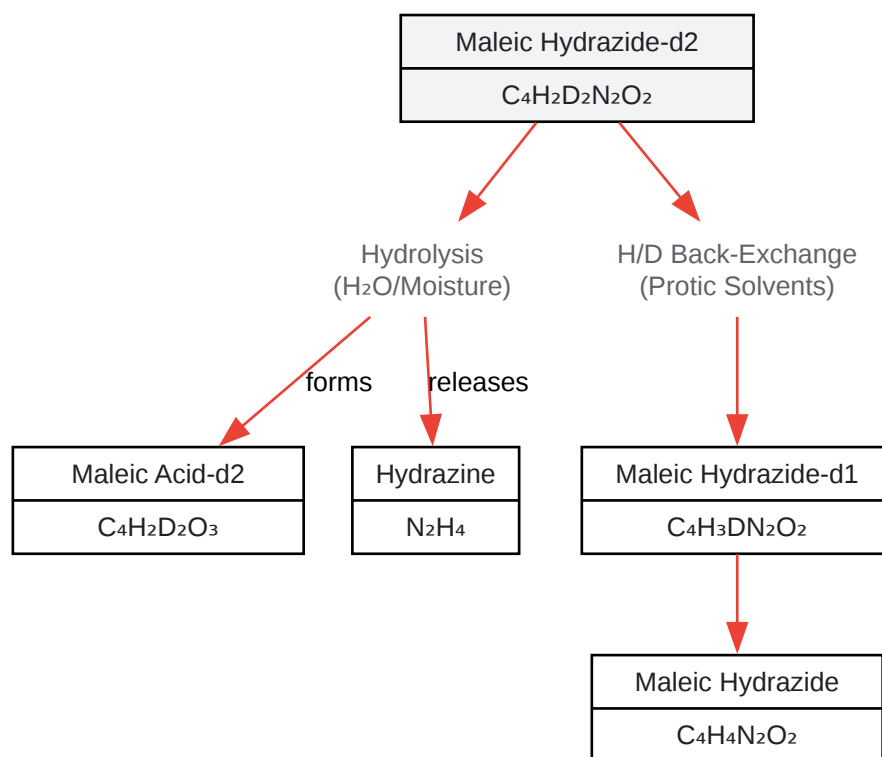 Maleic Hydrazide-d2
C₄H₂D₂N₂O₂
Hydrolysis
(H₂O/Moisture)
H/D Back-Exchange
(Protic Solvents)
forms
releases
Maleic Acid-d2
C₄H₂D₂O₃
Hydrazine
N₂H₄
Maleic Hydrazide-d1
C₄H₃DN₂O₂
Maleic Hydrazide
C₄H₄N₂O₂